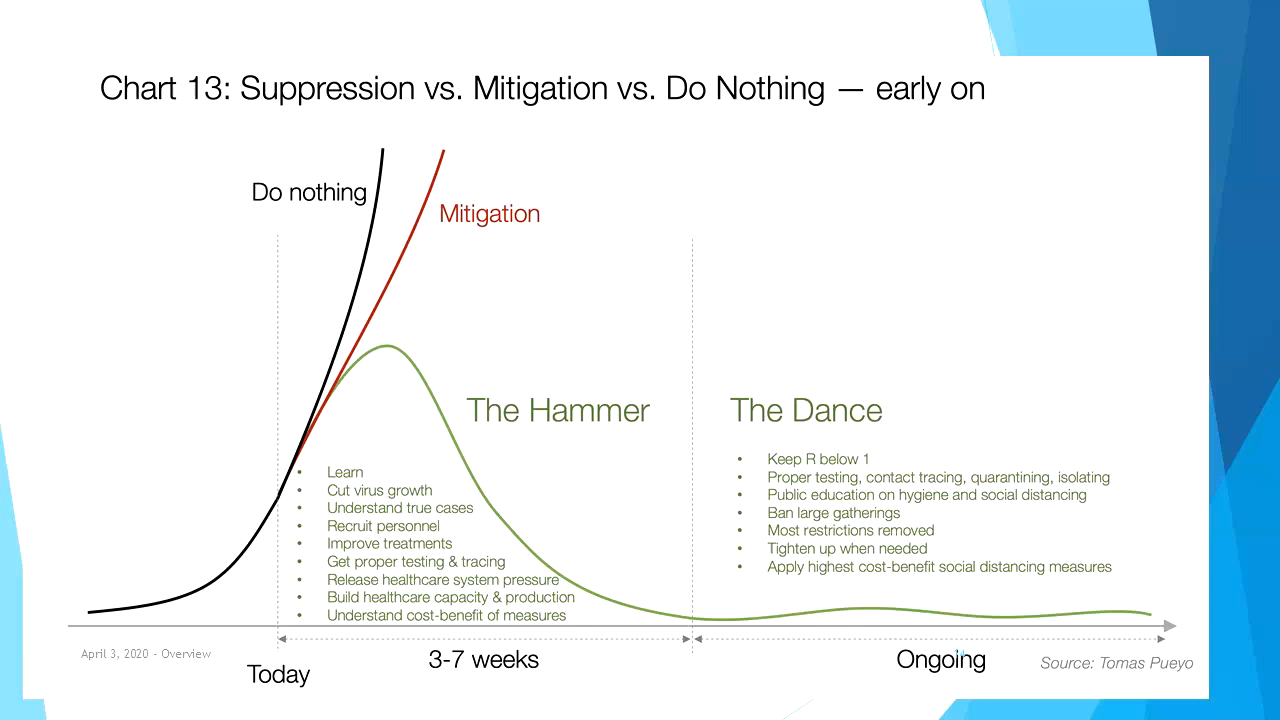 Chart 13: Suppression vs. Mitigation vs. Do Nothing — early on
Do nothing
Mitigation
The Hammer
• Learn
• Cut virus growth
• Understand true cases
• Recruit personnel
• Improve treatments
• Get proper testing & tracing
• Release healthcare system pressure
• Build healthcare capacity & production
• Understand cost-benefit of measures
The Dance
• Keep R below 1
• Proper testing, contact tracing, quarantining, isolating
• Public education on hygiene and social distancing
• Ban large gatherings
• Most restrictions removed
• Tighten up when needed
• Apply highest cost-benefit social distancing measures
April 3, 2020 - Overview
Today
3-7 weeks
Ongoing
Source: Tomas Pueyo